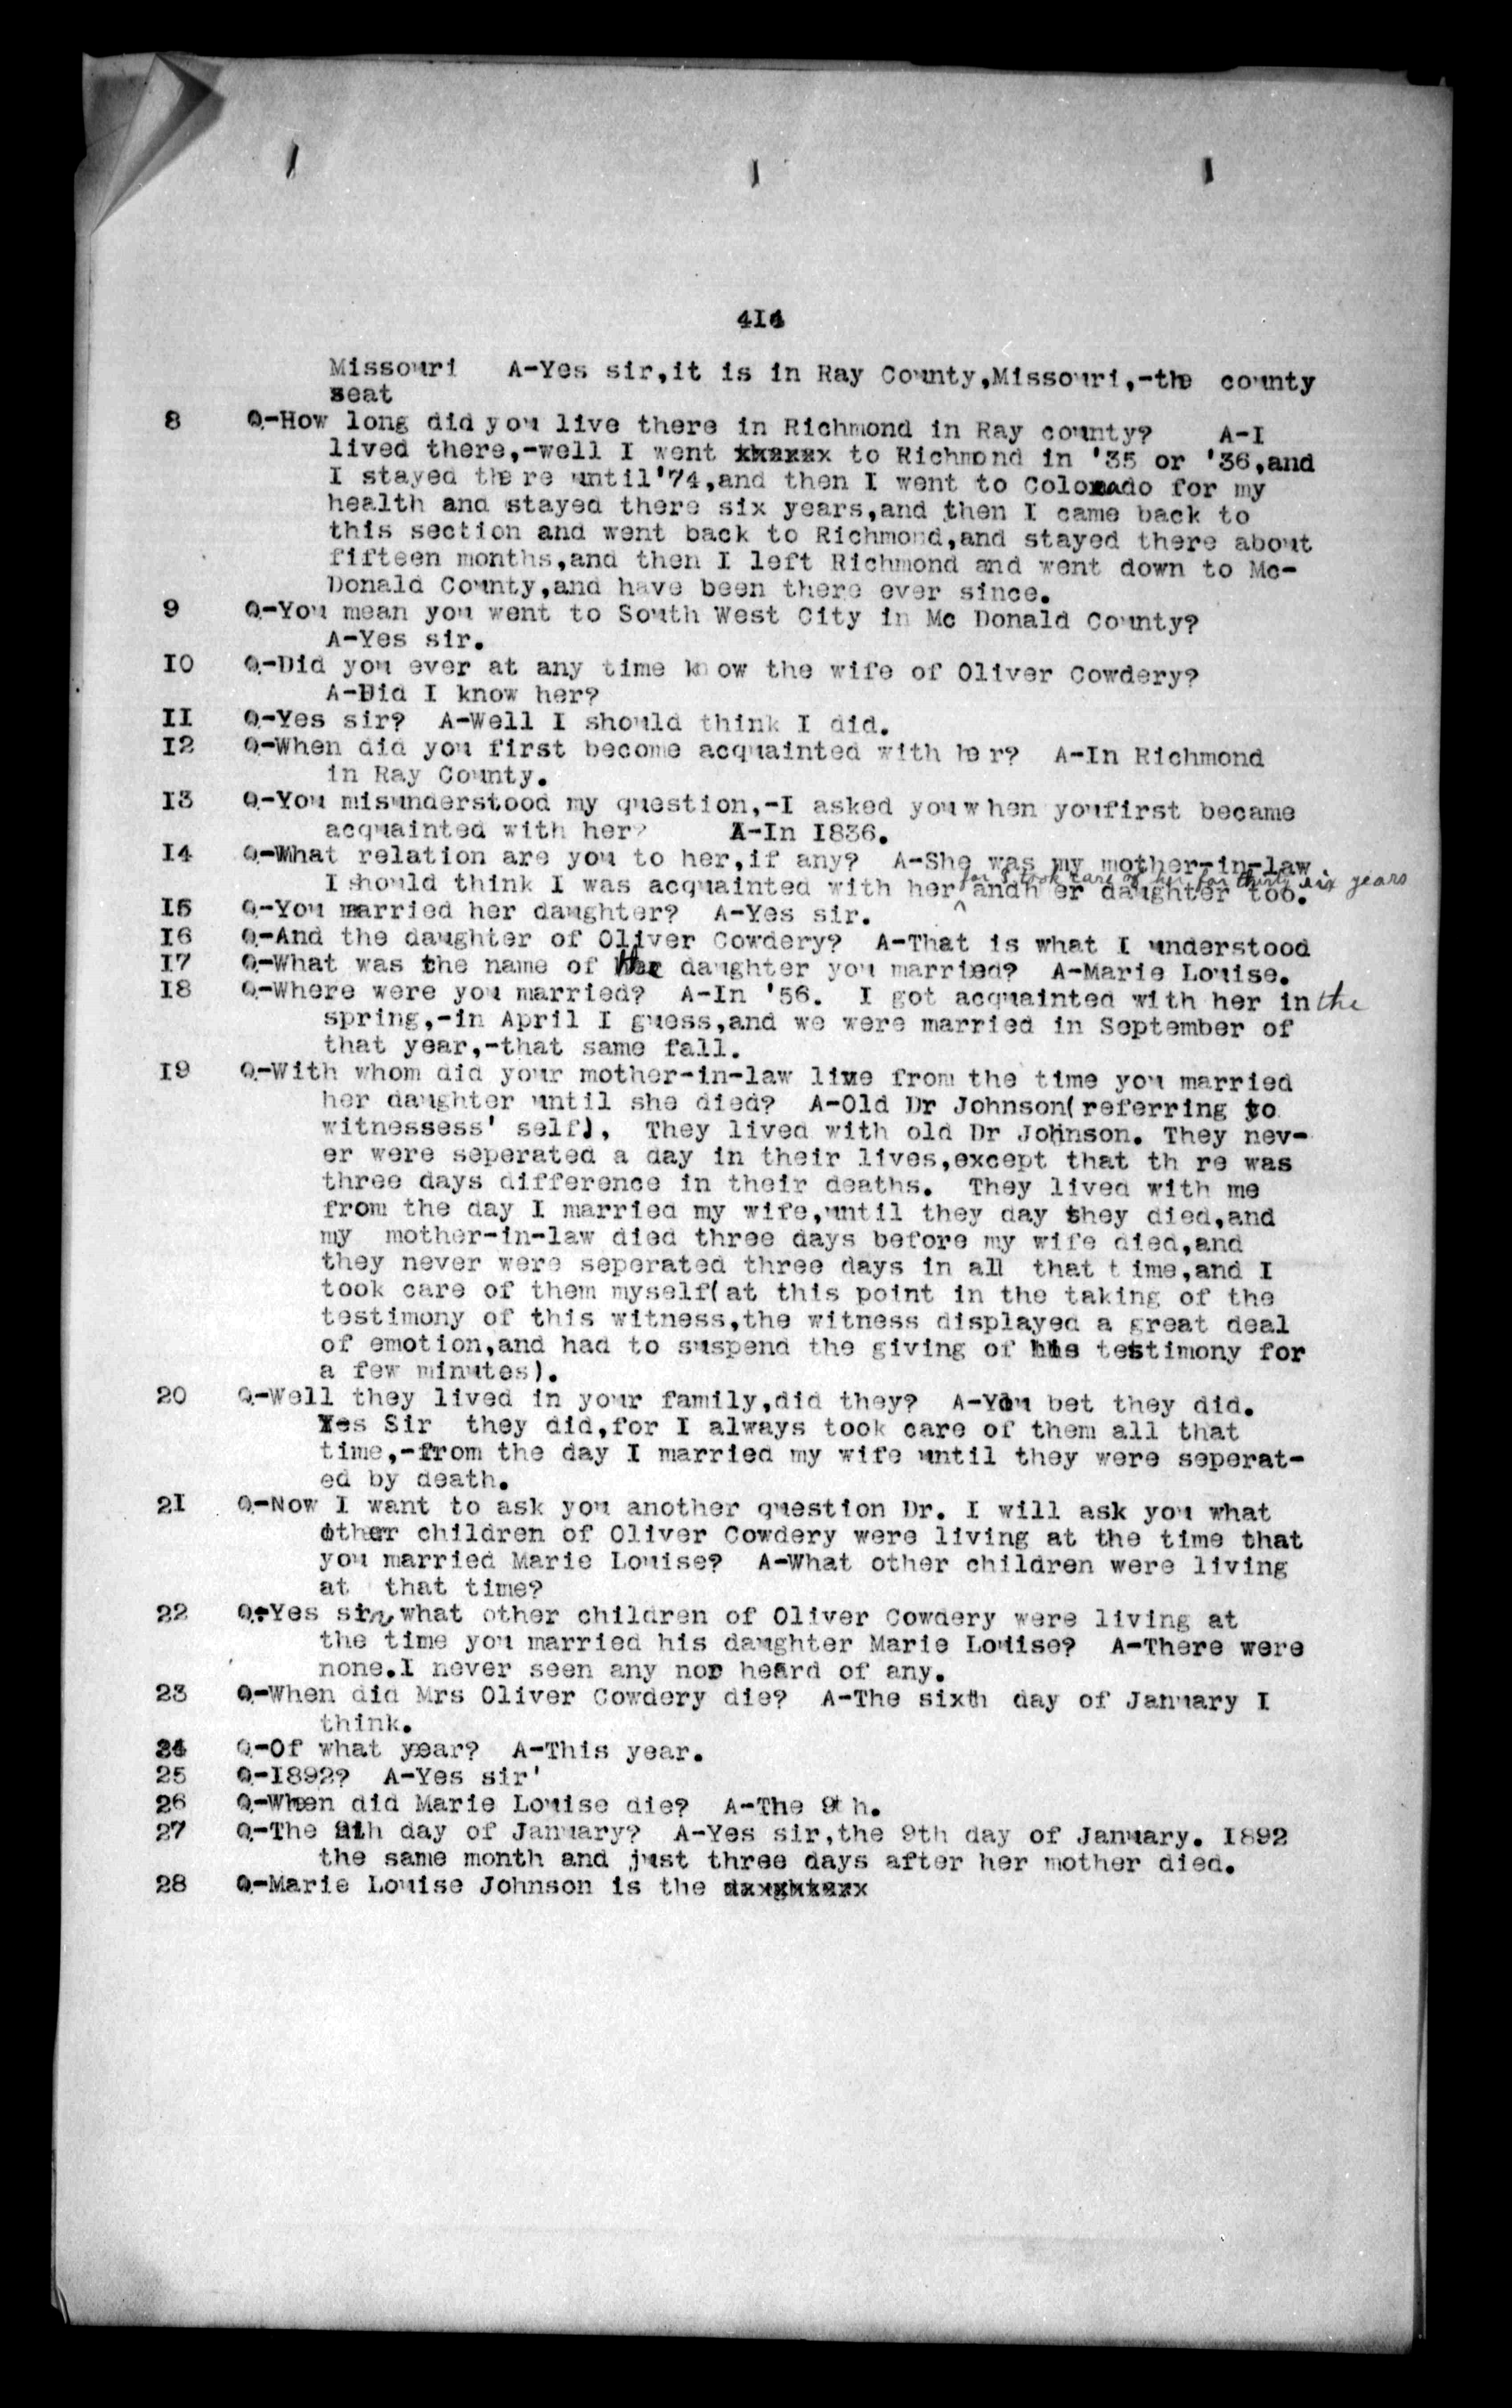 414
Missouri A-Yes sir,it is in Ray County,Missouri,-the county
seat
8 Q-How long did you live there in Richmond in Ray county? A-I
lived there,-well I went xxxxxx to Richmond in '35 or '36,and
I stayed the re until '74,and then I went to Colorado for my
health and stayed there six years,and then I came back to
this section and went back to Richmond,and stayed there about
fifteen months,and then I left Richmond and went down to Mc-
Donald County,and have been there ever since.
9 Q-You mean you went to South West City in Mc Donald County?
A-Yes sir.
10 Q-Did you ever at any time know the wife of Oliver Cowdery?
A-Did I know her?
11 Q-Yes sir? A-Well I should think I did.
12 Q-When did you first become acquainted with he r? A-In Richmond
in Ray County.
13 Q-You misunderstood my question,-I asked you when youfirst became
acquainted with her? A-In 1836.
14 Q-What relation are you to her,if any? A-She was my mother-in-law
for I took care of her for thirty six years
I should think I was acquainted with her ^ andh er daughter too.
15 Q-You married her daughter? A-Yes sir.
16 Q-And the daughter of Oliver Cowdery? A-That is what I understood
17 Q-What was the name of the daughter you married? A-Marie Louise.
18 Q-Where were you married? A-In '56. I got acquainted with her in the
spring,-in April I guess,and we were married in September of
that year,-that same fall.
19 Q-With whom did your mother-in-law live from the time you married
her daughter until she died? A-Old Dr Johnson(referring to
witnessess' self), They lived with old Dr Johnson. They nev-
er were seperated a day in their lives,except that th re was
three days difference in their deaths. They lived with me
from the day I married my wife,until they day they died,and
my mother-in-law died three days before my wife died,and
they never were seperated three days in all that t ime,and I
took care of them myself(at this point in the taking of the
testimony of this witness,the witness displayed a great deal
of emotion,and had to suspend the giving of his testimony for
a few minutes).
20 Q-Well they lived in your family,did they? A-You bet they did.
Yes Sir they did,for I always took care of them all that
time,-from the day I married my wife until they were seperat-
ed by death.
21 Q-Now I want to ask you another question Dr. I will ask you what
other children of Oliver Cowdery were living at the time that
you married Marie Louise? A-What other children were living
at that time?
22 Q-Yes sir, what other children of Oliver Cowdery were living at
the time you married his daughter Marie Louise? A-There were
none.I never seen any nor heard of any.
23 Q-When did Mrs Oliver Cowdery die? A-The sixth day of January I
think.
24 Q-Of what year? A-This year.
25 Q-1892? A-Yes sir'
26 Q-When did Marie Louise die? A-The 9t h.
27 Q-The 9th day of January? A-Yes sir,the 9th day of January. 1892
the same month and just three days after her mother died.
28 Q-Marie Louise Johnson is the daxxghterxx